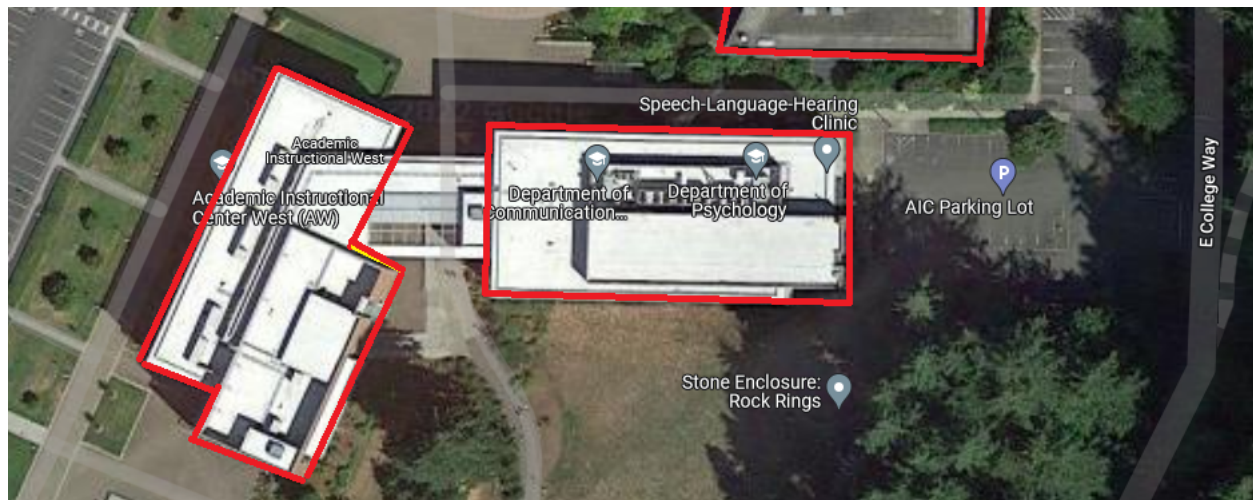 Speech-Language-Hearing
Clinic
Academic
Instructional West
Academic Instructional
Center West (AW)
Department of
Communication...
Department of
Psychology
P
AIC Parking Lot
E College Way
Stone Enclosure:
Rock Rings